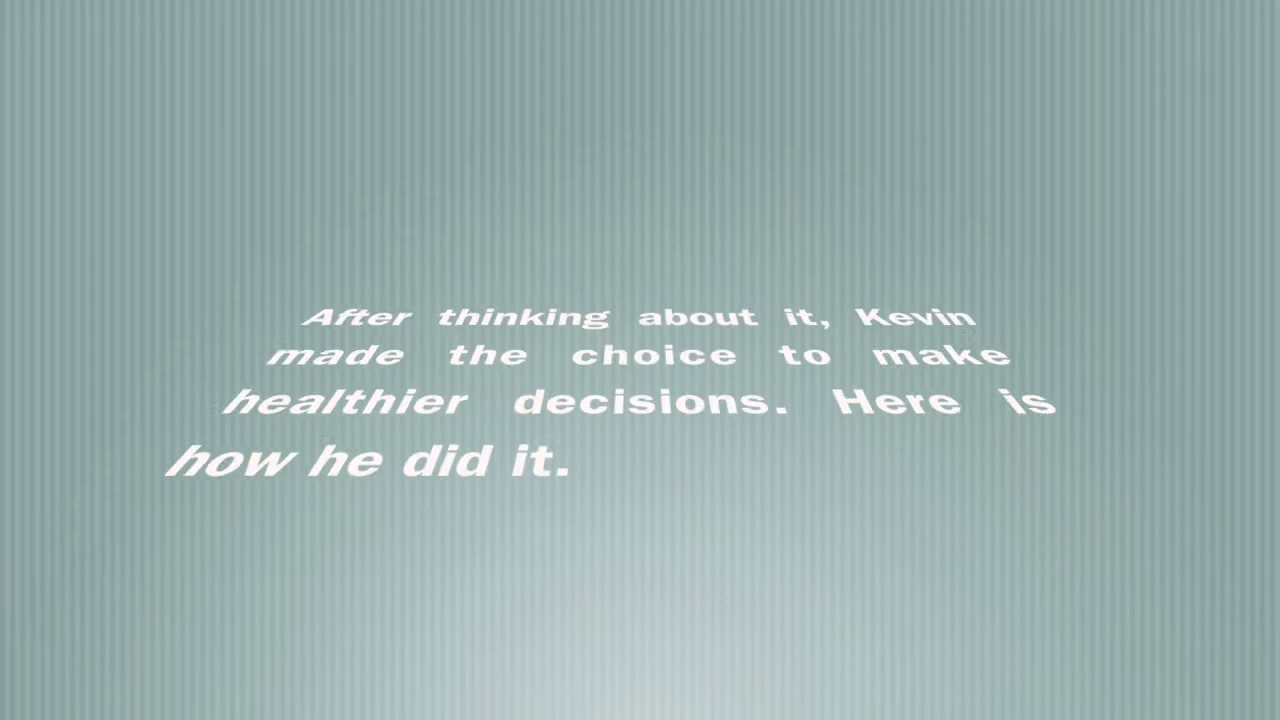 After thinking about it, Kevin
made the choice to make
healthier decisions. Here is
how he did it.